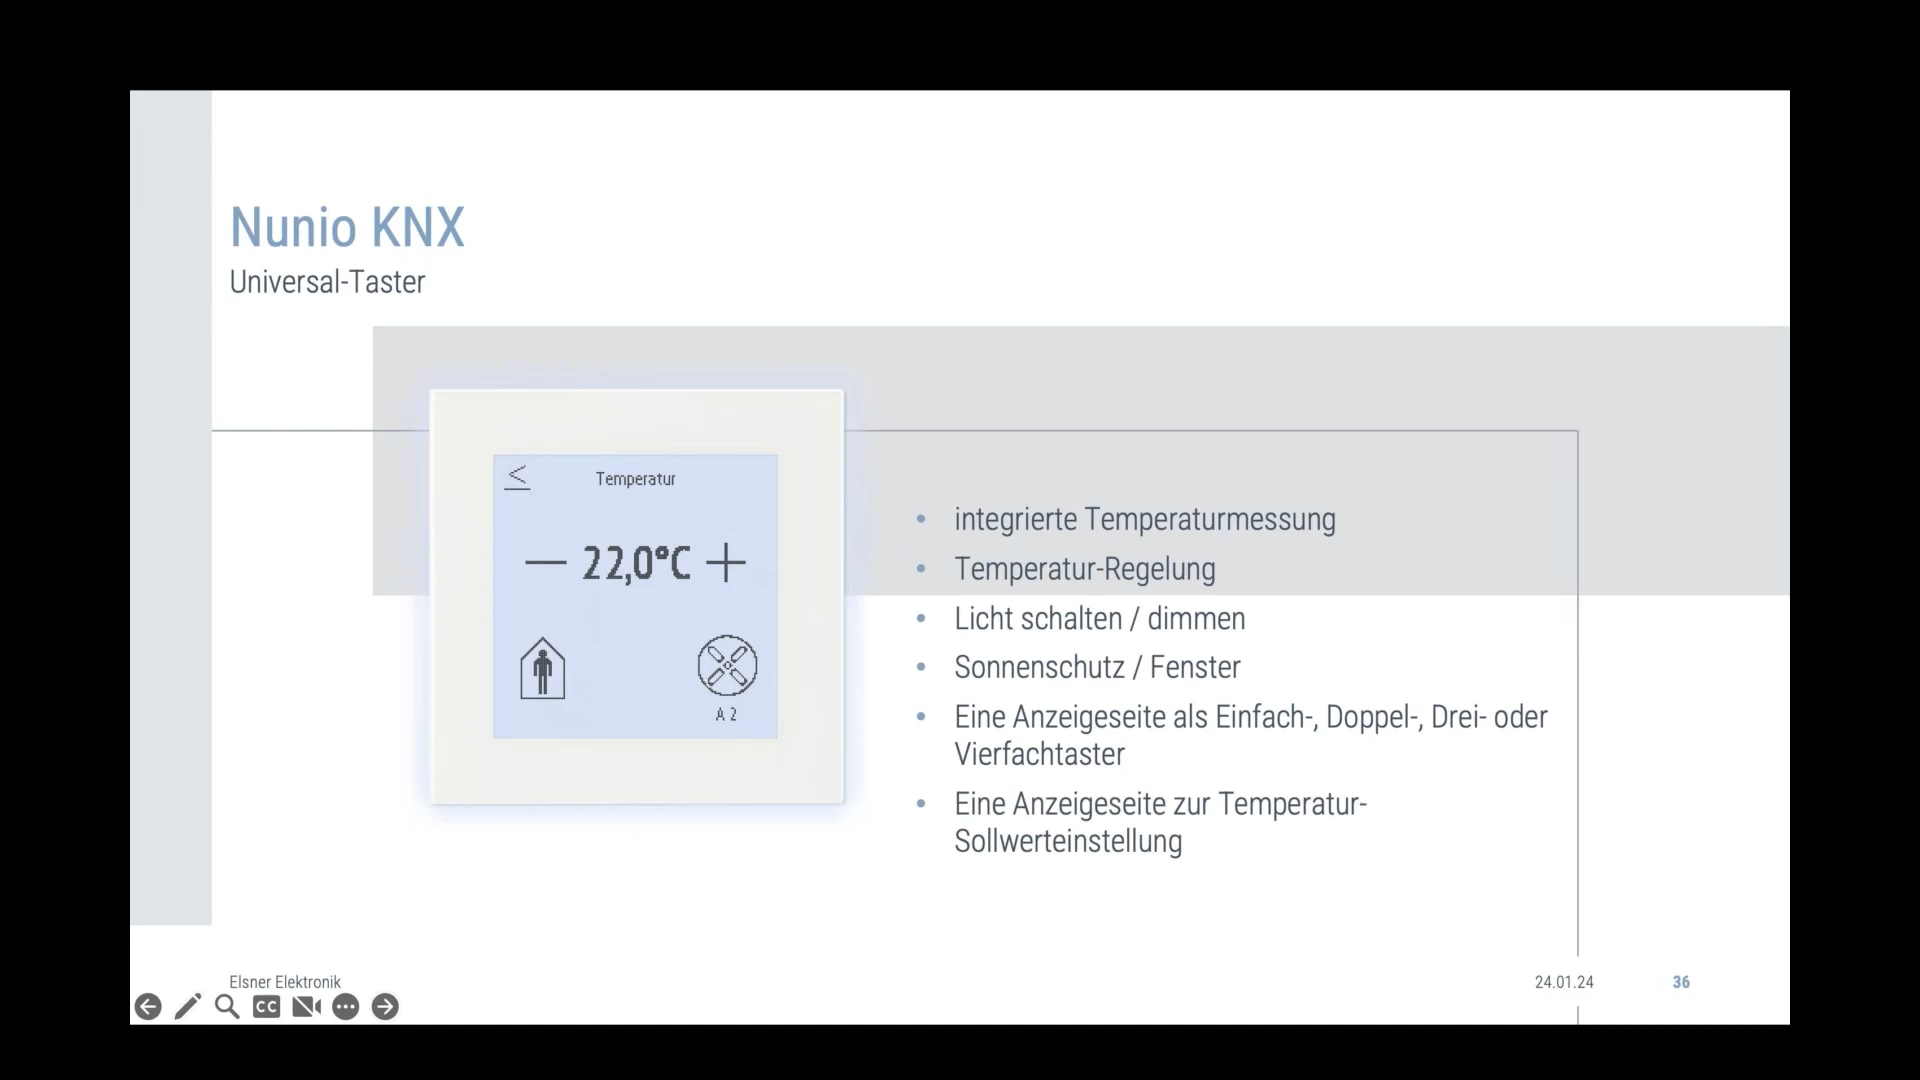 Nunio KNX
Universal-Taster
Temperatur
22,0°C
A 2
integrierte Temperaturmessung
Temperatur-Regelung
Licht schalten / dimmen
Sonnenschutz / Fenster
Eine Anzeigeseite als Einfach-, Doppel-, Drei- oder
Vierfachtaster
Eine Anzeigeseite zur Temperatur-
Sollwerteinstellung
Elsner Elektronik
24.01.24
36
CC